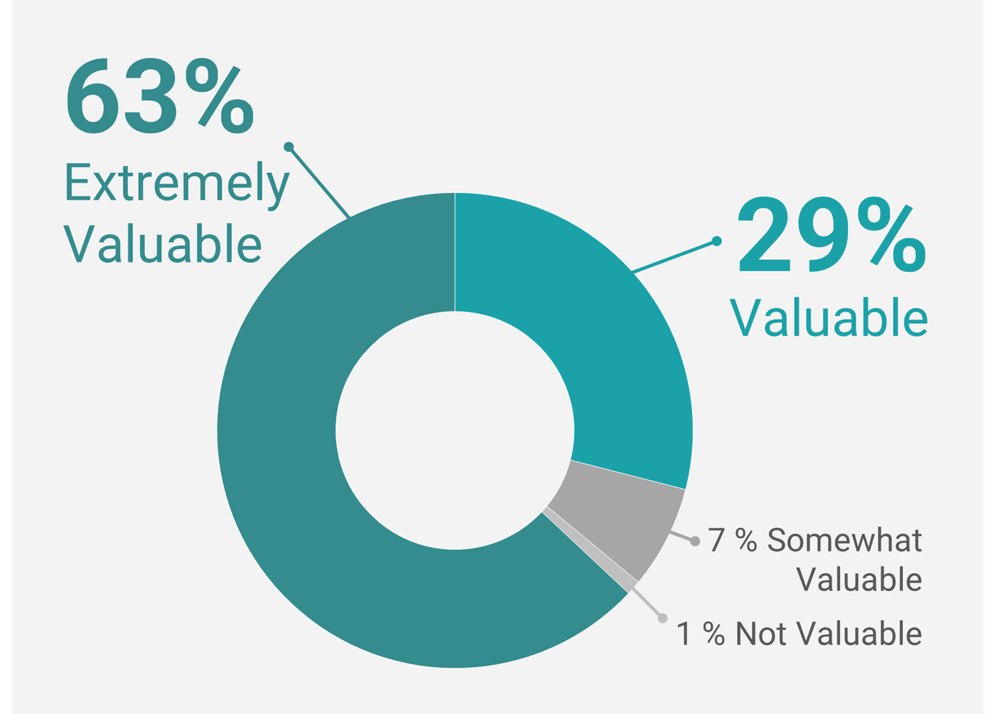 63%
Extremely
Valuable
29%
Valuable
7 % Somewhat
Valuable
1 % Not Valuable